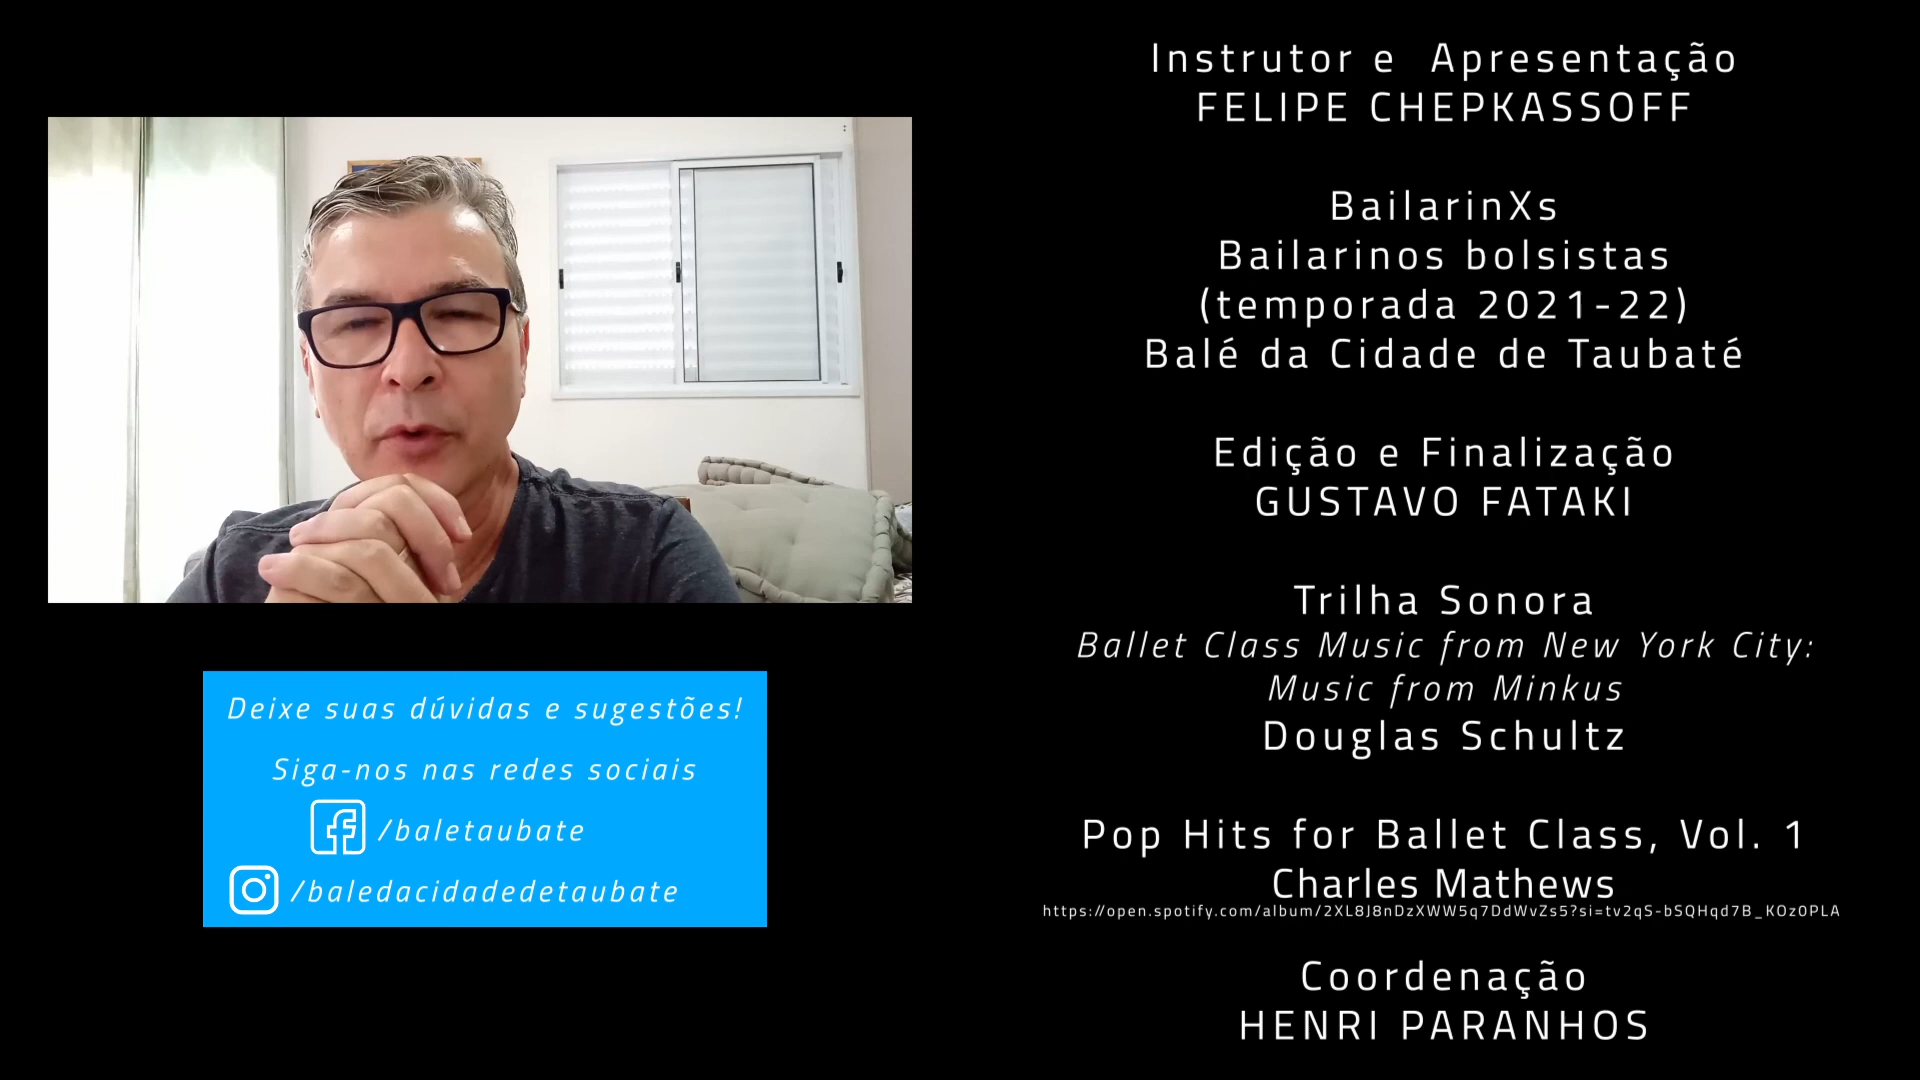 Instrutor e Apresentação
FELIPE CHEPKASSOFF
BailarinXs
Bailarinos bolsistas
(temporada 2021-22)
Balé da Cidade de Taubaté
Edição e Finalização
GUSTAVO FATAKI
Trilha Sonora
Ballet Class Music from New York City:
Music from Minkus
Douglas Schultz
Pop Hits for Ballet Class, Vol. 1
Charles Mathews
https://open.spotify.com/album/2XL8J8nDzXWW5q7DdWvZs5?si=tv2qS-bSQHqd7B_KOz0PLA
Coordenação
HENRI PARANHOS
Deixe suas dúvidas e sugestões!
Siga-nos nas redes sociais
/baletaubate
/baledacidadedetaubate